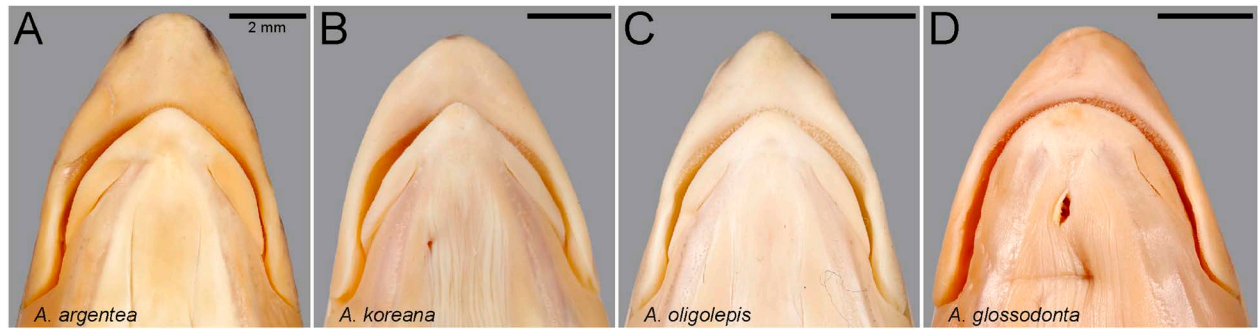 A
2 mm
A. argentea
B
A. koreana
C
A. oligolepis
D
A. glossodonta